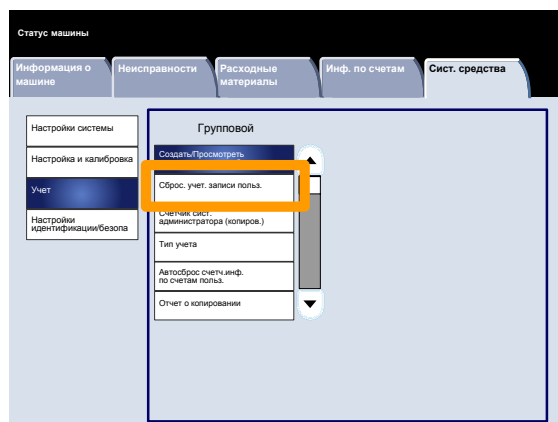 Статус машины
Информация о
машине
Неисправности
Расходные
материалы
Инф. по счетам
Сист. средства
Настройки системы
Настройка и калибровка
Учет
Настройки
идентификации/безопа
Групповой
Создать/Просмотреть
Сброс. учет. записи польз.
Счетчик сист.
администратора (копиров.)
Тип учета
Автосброс счетч.инф.
по счетам польз.
Отчет о копировании